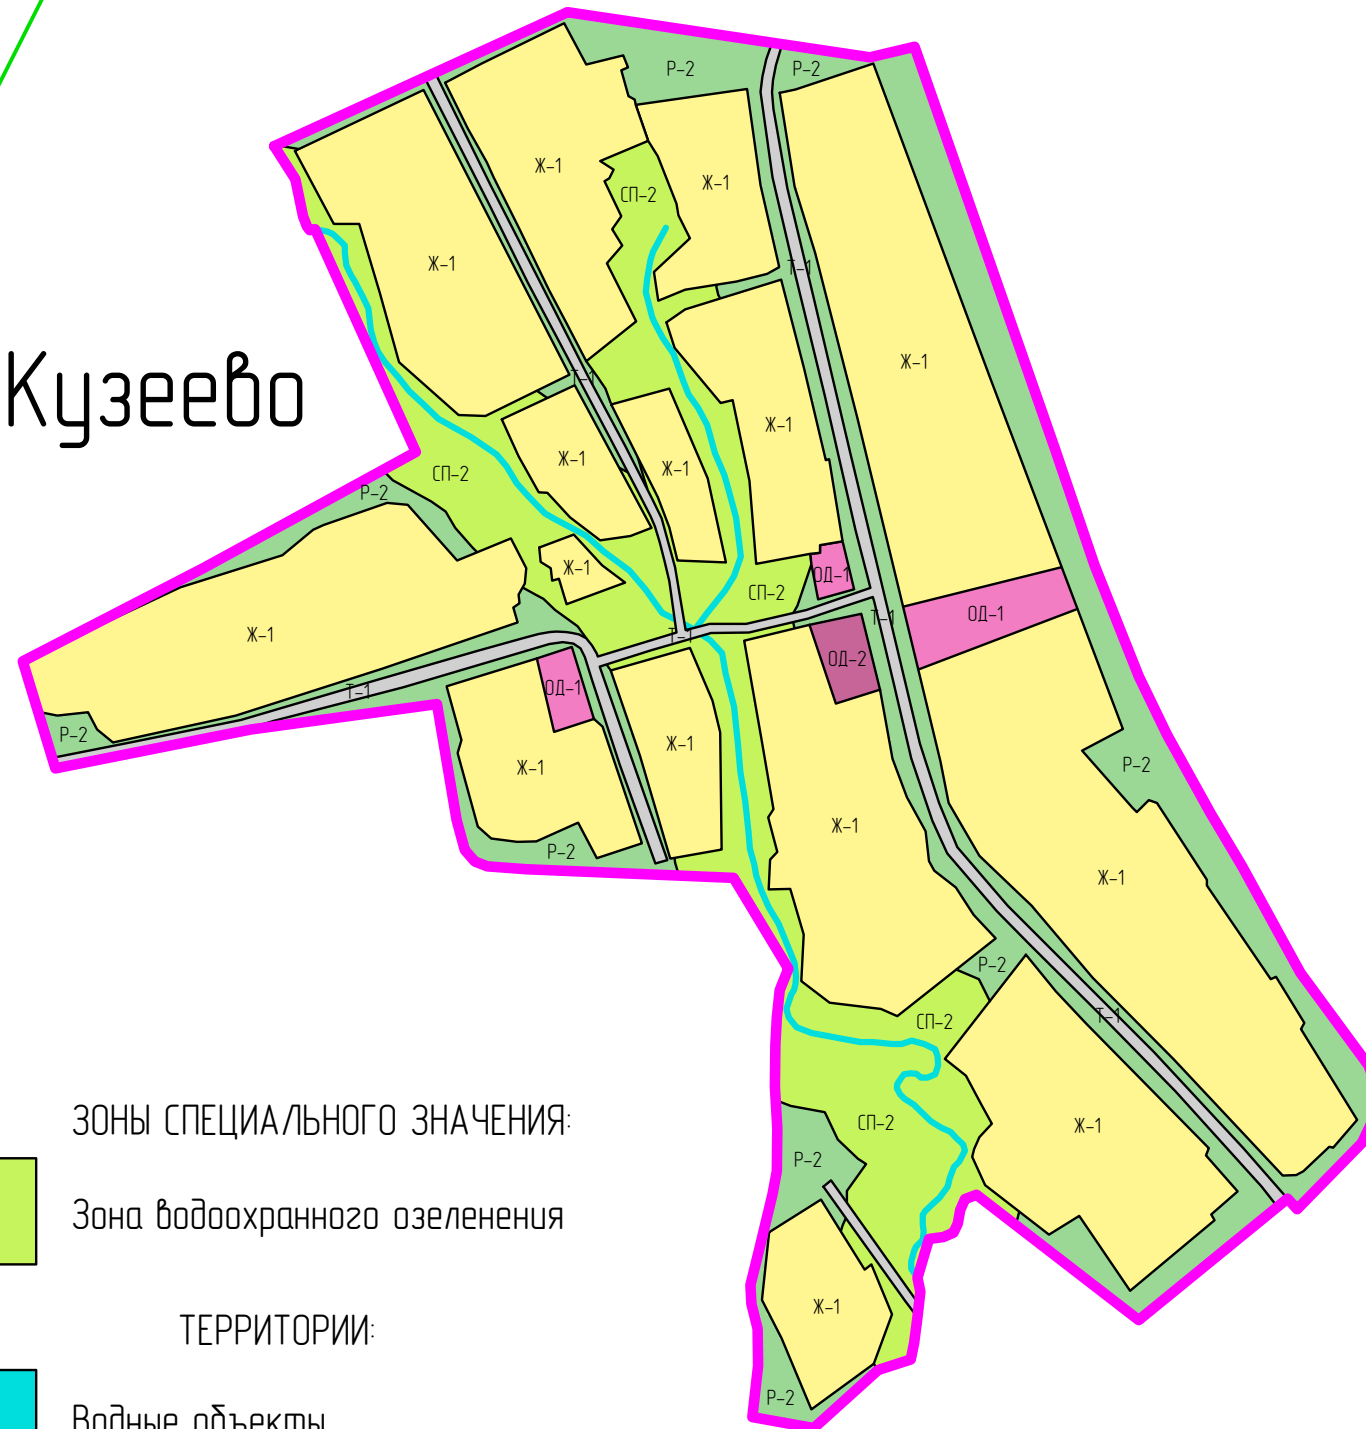 Р-2
Р-2
Ж-1
Ж-1
СП-2
Ж-1
Т-1
Ж-1
Кузеево
Т-1
Ж-1
Ж-1
Ж-1
Ж-1
СП-2
Р-2
Ж-1
ОД-1
СП-2
Т-1
ОД-1
Ж-1
Т-1
ОД-2
ОД-1
Т-1
Р-2
Ж-1
Ж-1
Р-2
Ж-1
Р-2
Ж-1
Р-2
СП-2
Т-1
СП-2
Ж-1
Р-2
Ж-1
Р-2
ЗОНЫ СПЕЦИАЛЬНОГО ЗНАЧЕНИЯ:
Зона водоохранного озеленения
ТЕРРИТОРИИ:
Водные объекты